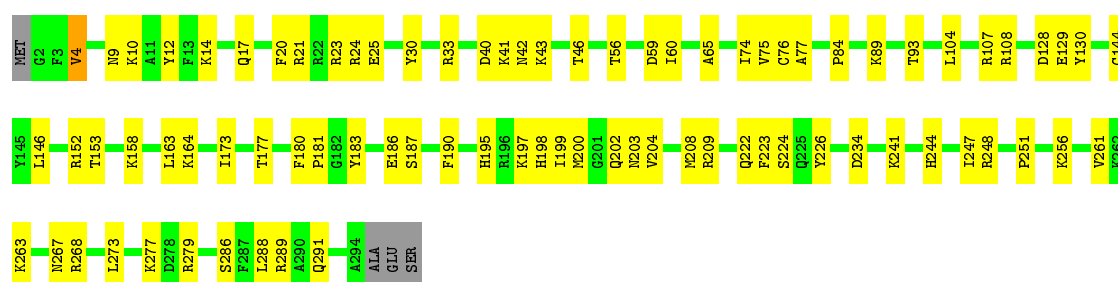 MET G2 F3 V4 N9 K10 A11 Y12 F13 K14 Q17 F20 R21 R22 R23 R24 E25 Y30 R33 D40 K41 N42 K43 T46 T56 D59 I60 A65 I74 V75 C76 A77 P84 K89 T93 L104 R107 R108 D128 E129 Y130
Y145 L146 R152 T153 K158 L163 K164 I173 T177 F180 P181 G182 Y183 E186 S187 F190 H195 R196 K197 H198 I199 M200 G201 Q202 N203 V204 M208 R209 Q222 F223 S224 Q225 Y226 D234 K241 H244 I247 R248 P251 K256 V261
K263 N267 R268 L273 K277 D278 R279 S286 F287 L288 R289 A290 Q291 A294 ALA GLU SER